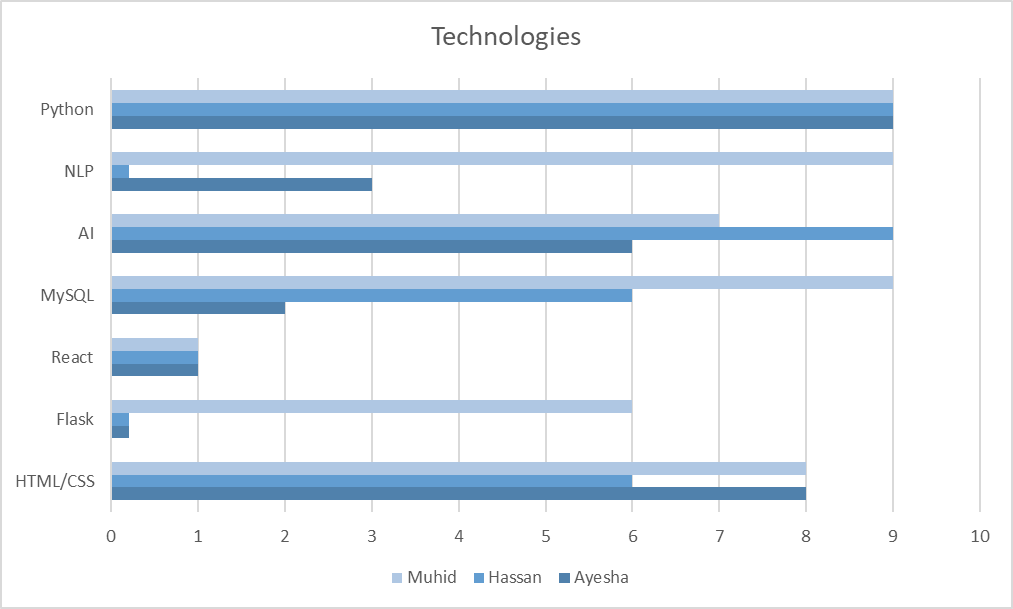 Technologies
Python
NLP
AI
MySQL
React
Flask
HTML/CSS
0 1 2 3 4 5 6 7 8 9 10
Muhid Hassan Ayesha